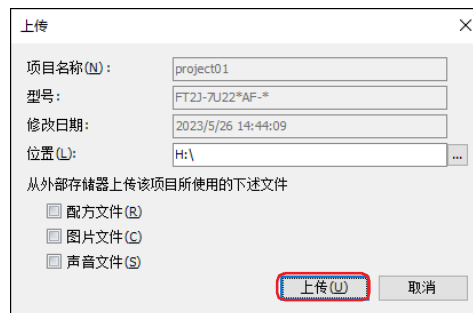 上传
项目名称(N)： project01
型号： FT2J-7U22*AF-*
修改日期： 2023/5/26 14:44:09
位置(L)： H:\ ...
从外部存储器上传该项目所使用的下述文件
配方文件(R)
图片文件(C)
声音文件(S)
上传(U) 取消